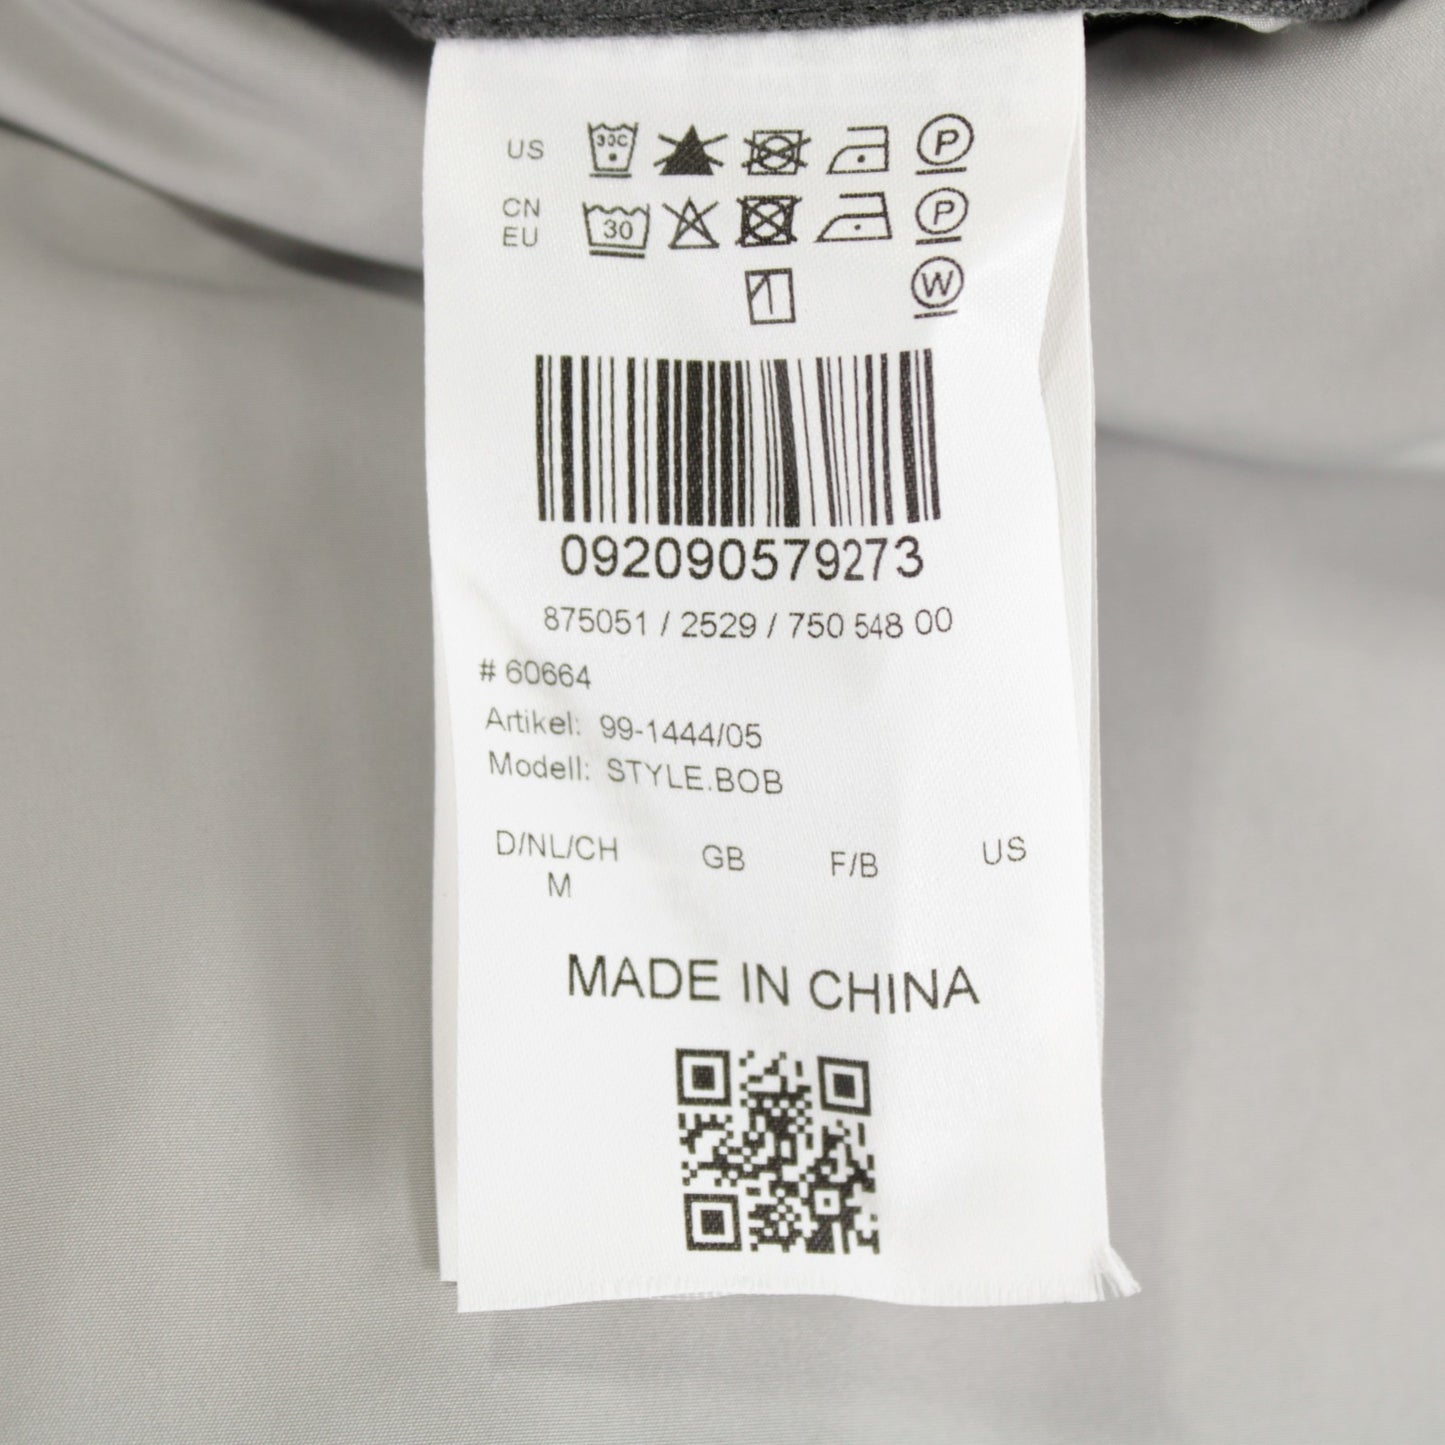 US 30C P
CN
EU 30 P
W
092090579273
875051 / 2529 / 750 548 00
# 60664
Artikel: 99-1444/05
Modell: STYLE.BOB
D/NL/CH GB F/B US
M
MADE IN CHINA